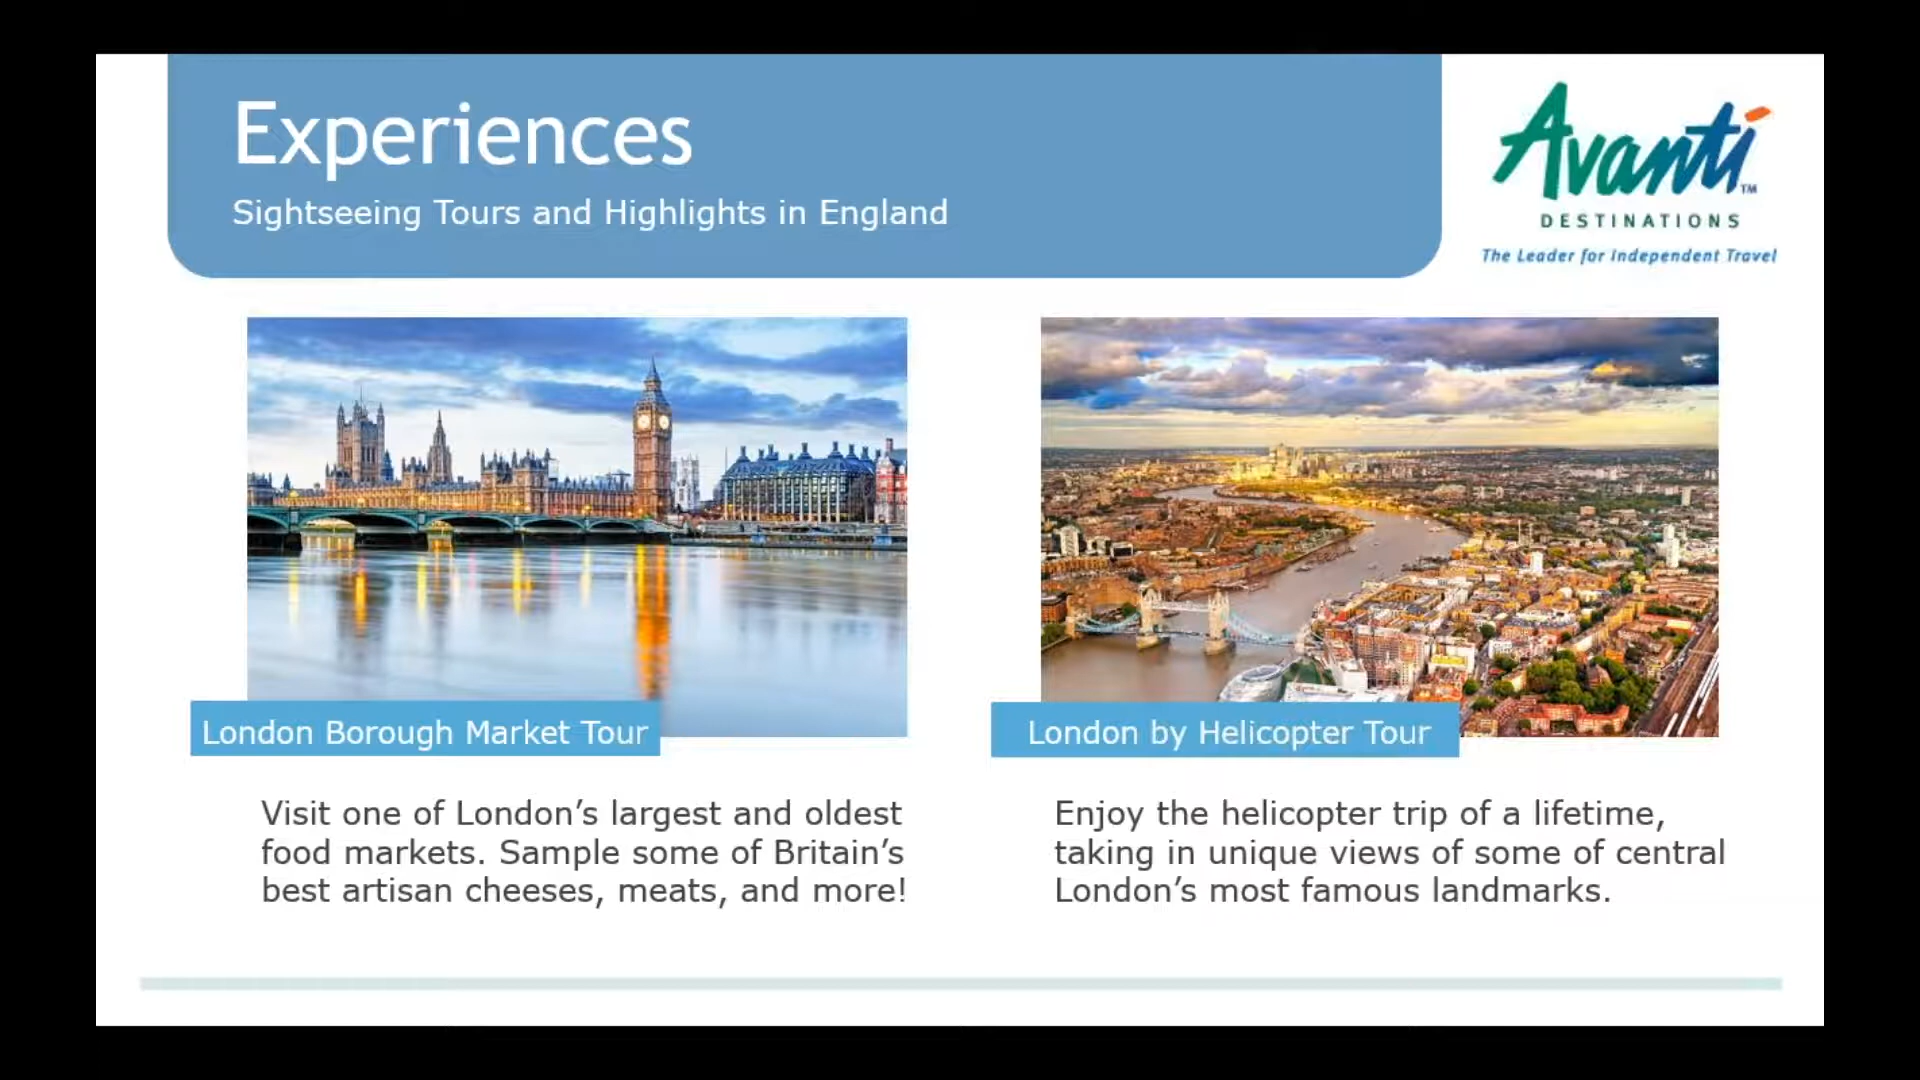 Experiences
Sightseeing Tours and Highlights in England
Avanti™
DESTINATIONS
The Leader for Independent Travel
London Borough Market Tour
Visit one of London’s largest and oldest
food markets. Sample some of Britain’s
best artisan cheeses, meats, and more!
London by Helicopter Tour
Enjoy the helicopter trip of a lifetime,
taking in unique views of some of central
London’s most famous landmarks.